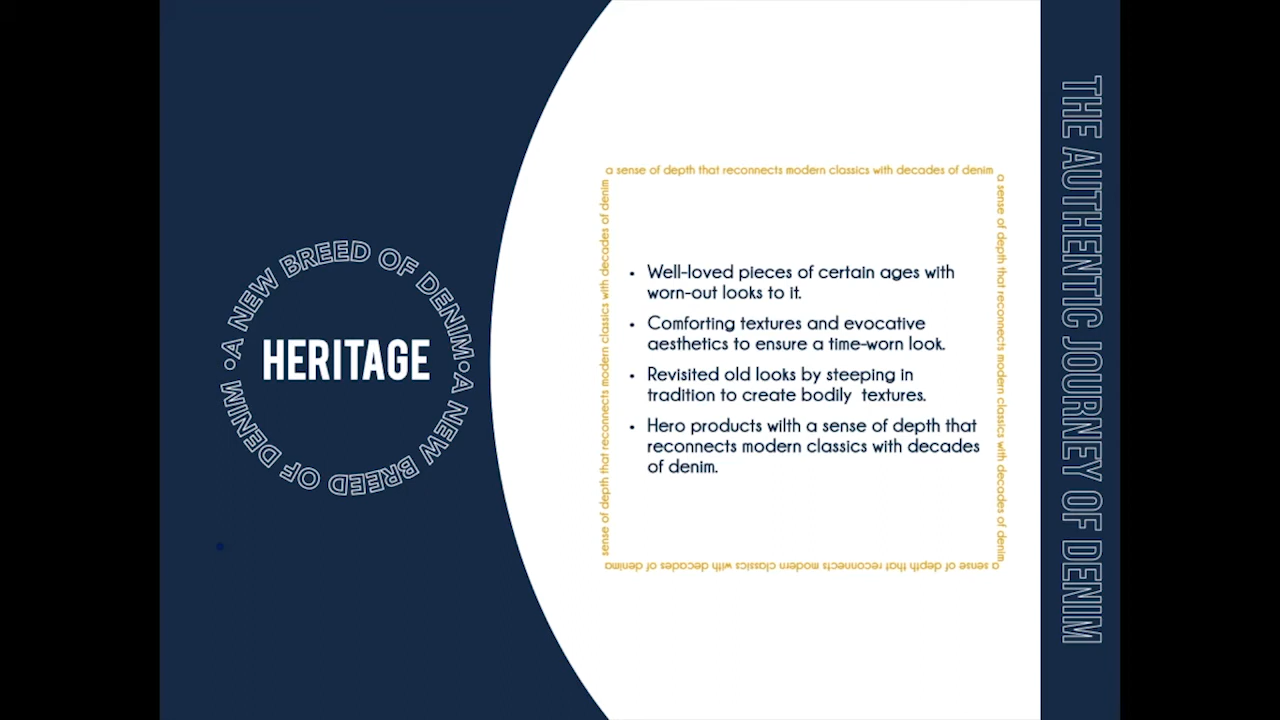 A NEW BREED OF DENIM•A NEW BREED OF DENIM •
HERITAGE
a sense of depth that reconnects modern classics with decades of denim
a sense of depth that reconnects modern classics with decades of denim
a sense of depth that reconnects modern classics with decades of denima
sense of depth that reconnects modern classics with decades of denim
• Well-loved pieces of certain ages with
worn-out looks to it.
• Comforting textures and evocative
aesthetics to ensure a time-worn look.
• Revisited old looks by steeping in
tradition to create bodily  textures.
• Hero products wilth a sense of depth that
reconnects modern classics with decades
of denim.
THE AUTHENTIC JOURNEY OF DENIM